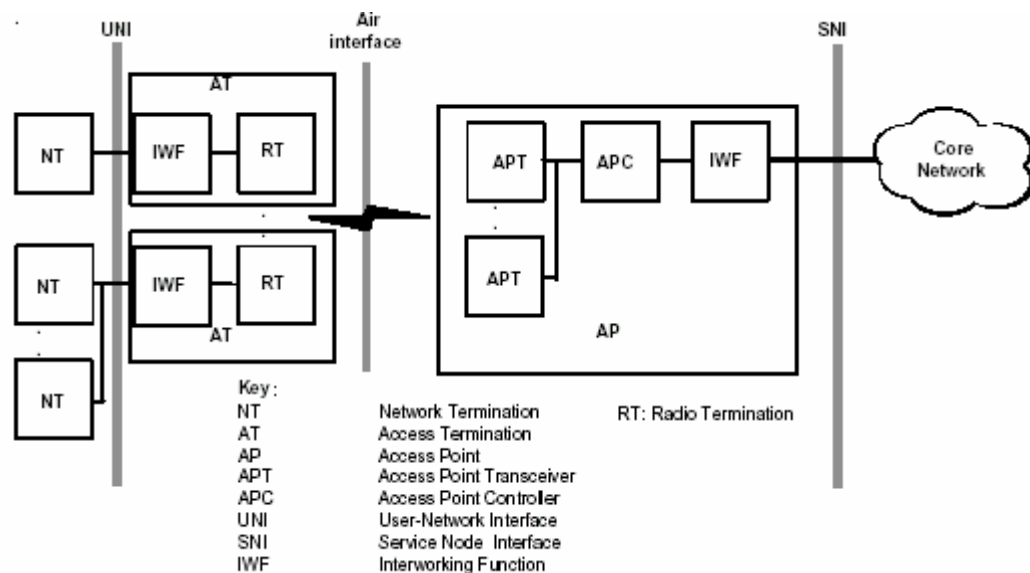 UNI
Air
interface
SNI
AT
NT
IWF
RT
APT
APC
IWF
Core
Network
NT
IWF
RT
APT
AT
AP
NT
Key :
NT Network Termination
RT: Radio Termination
AT Access Termination
AP Access Point
APT Access Point Transceiver
APC Access Point Controller
UNI User-Network Interface
SNI Service Node Interface
IWF Interworking Function